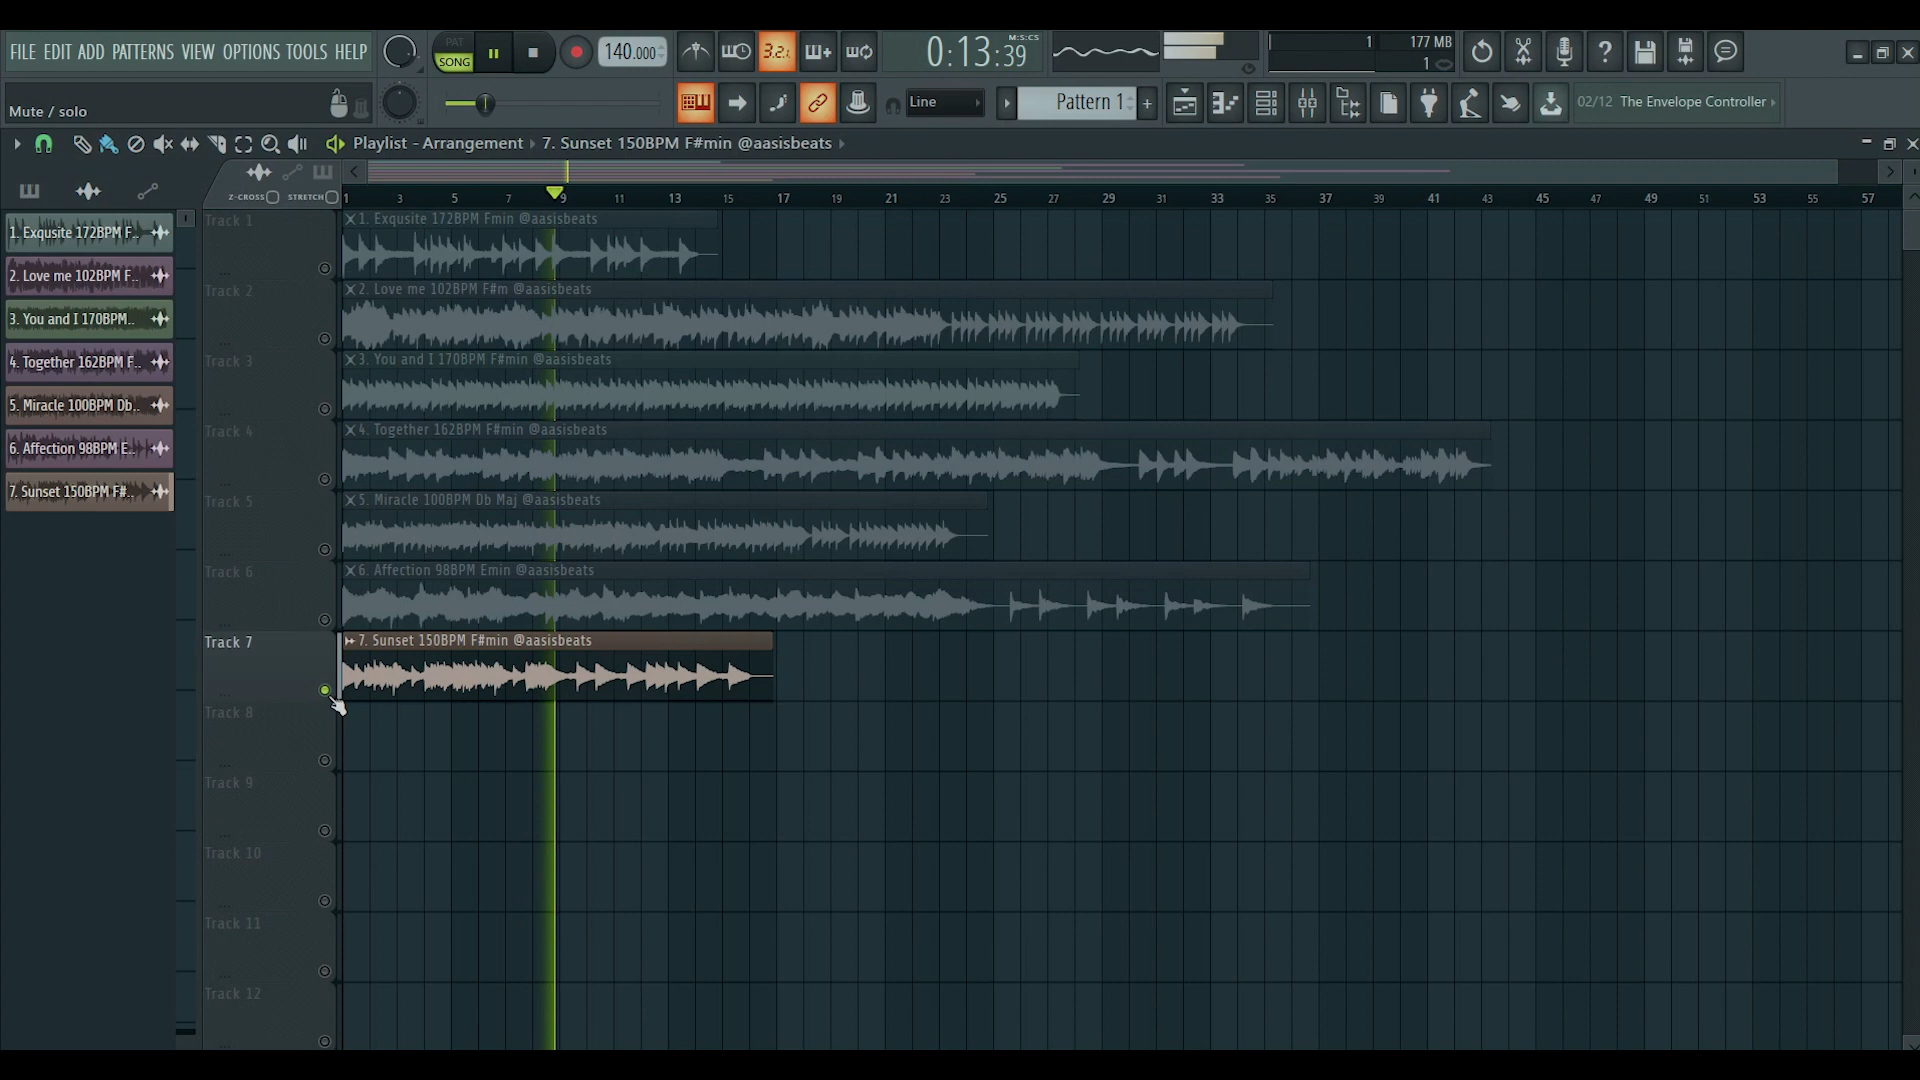 FILE EDIT ADD PATTERNS VIEW OPTIONS TOOLS HELP
PAT
SONG
140.000
3.2.
0:13:39
M:S:CS
1
177 MB
1
Mute / solo
Line
Pattern 1
+
02/12 The Envelope Controller
Playlist - Arrangement › 7. Sunset 150BPM F#min @aasisbeats
Z-CROSS
STRETCH
1 3 5 7 9 11 13 15 17 19 21 23 25 27 29 31 33 35 37 39 41 43 45 47 49 51 53 55 57
1. Exqusite 172BPM F..
2. Love me 102BPM F..
3. You and I 170BPM..
4. Together 162BPM F..
5. Miracle 100BPM Db..
6. Affection 98BPM E..
7. Sunset 150BPM F#..
Track 1
1. Exqusite 172BPM Fmin @aasisbeats
Track 2
2. Love me 102BPM F#m @aasisbeats
Track 3
3. You and I 170BPM F#min @aasisbeats
Track 4
4. Together 162BPM F#min @aasisbeats
Track 5
5. Miracle 100BPM Db Maj @aasisbeats
Track 6
6. Affection 98BPM Emin @aasisbeats
Track 7
7. Sunset 150BPM F#min @aasisbeats
Track 8
Track 9
Track 10
Track 11
Track 12